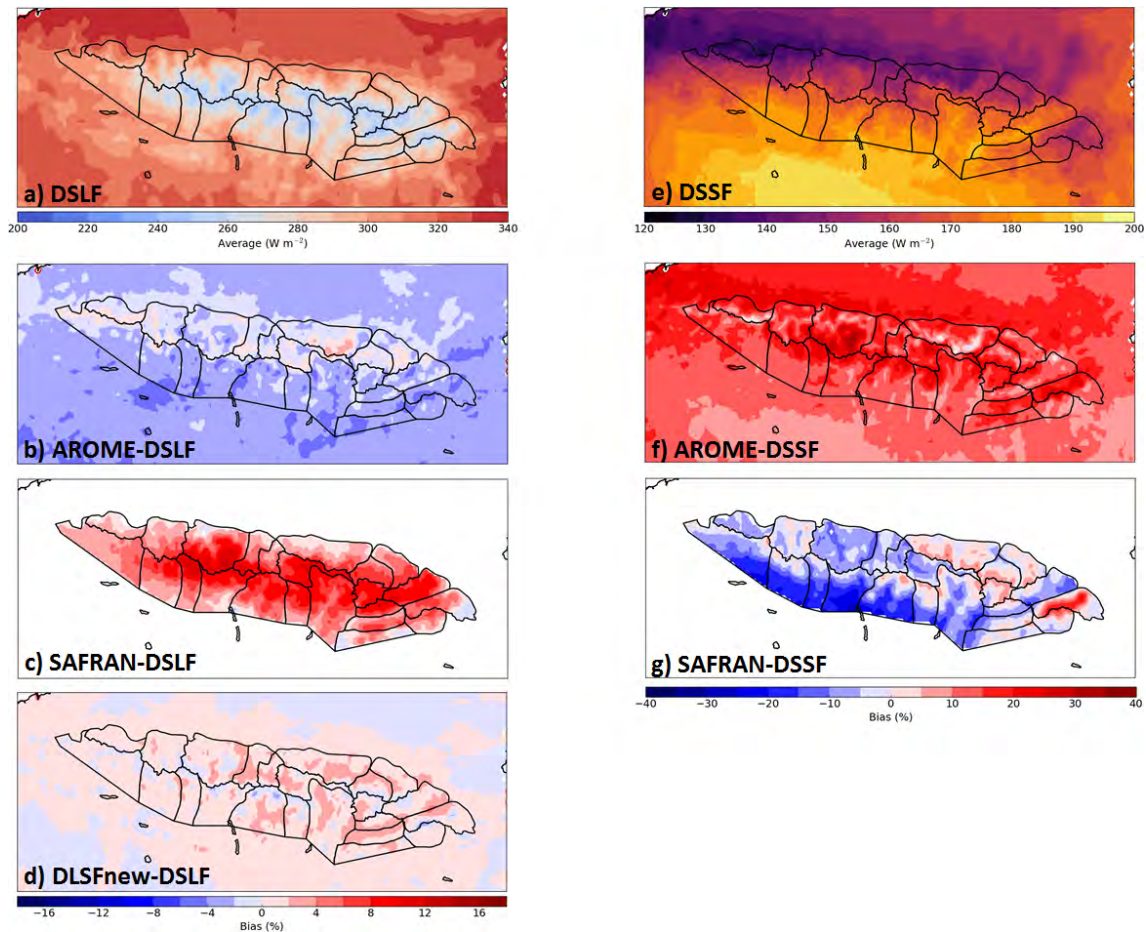 a) DSLF
200 220 240 260 280 300 320 340
Average (W m⁻²)
b) AROME-DSLF
c) SAFRAN-DSLF
d) DLSFnew-DSLF
−16 −12 −8 −4 0 4 8 12 16
Bias (%)
e) DSSF
120 130 140 150 160 170 180 190 200
Average (W m⁻²)
f) AROME-DSSF
g) SAFRAN-DSSF
−40 −30 −20 −10 0 10 20 30 40
Bias (%)